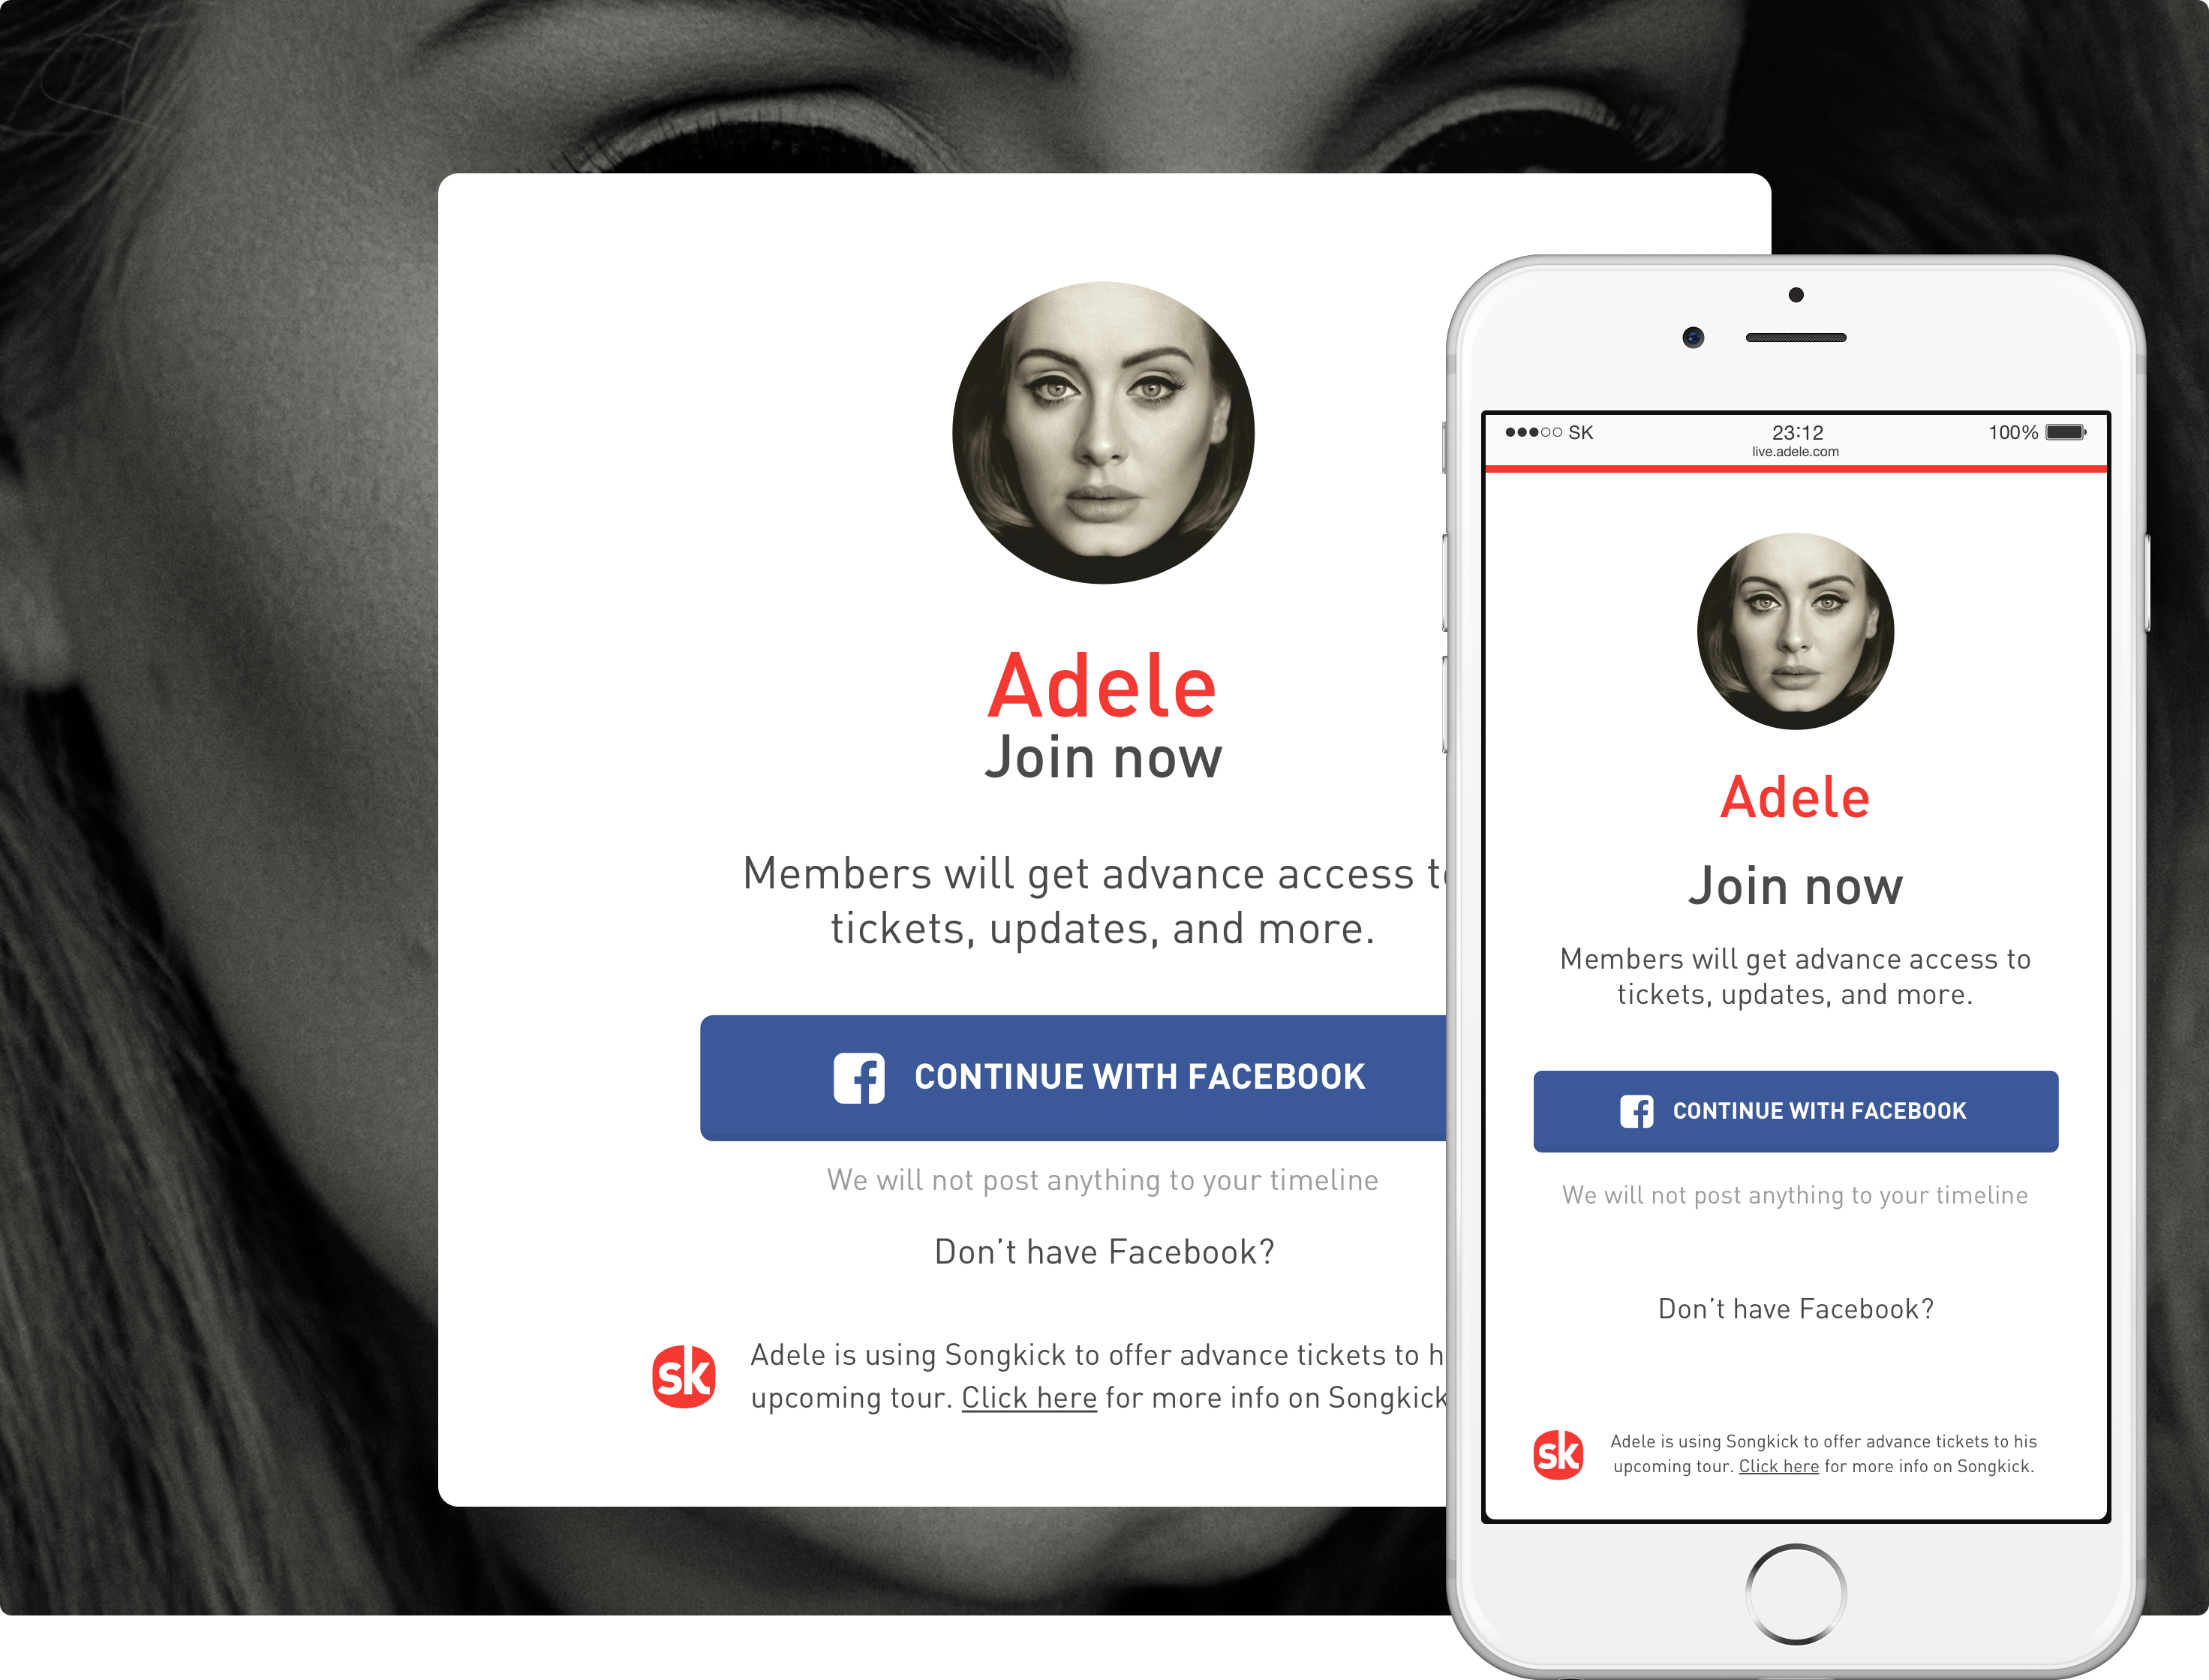 Adele
Join now
Members will get advance access
tickets, updates, and more.
CONTINUE WITH FACEBOOK
We will not post anything to your timeline
Don't have Facebook?
sk
Adele is using Songkick to offer advance tickets to
upcoming tour. Click here for more info on Songkick
SK
23:12
100%
live.adele.com
Adele
Join now
Members will get advance access to
tickets, updates, and more.
CONTINUE WITH FACEBOOK
We will not post anything to your timeline
Don't have Facebook?
sk
Adele is using Songkick to offer advance tickets to his
upcoming tour. Click here for more info on Songkick.